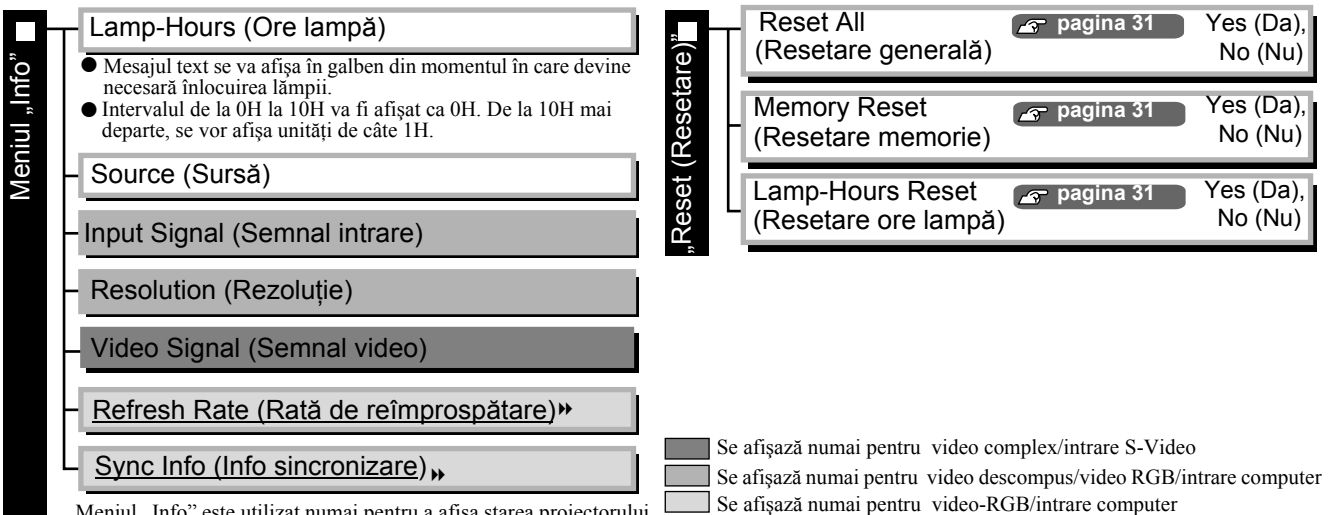 Meniul „Info”
Lamp-Hours (Ore lampă)
● Mesajul text se va afişa în galben din momentul în care devine
necesară înlocuirea lămpii.
● Intervalul de la 0H la 10H va fi afişat ca 0H. De la 10H mai
departe, se vor afişa unităţi de câte 1H.
Source (Sursă)
Input Signal (Semnal intrare)
Resolution (Rezoluţie)
Video Signal (Semnal video)
Refresh Rate (Rată de reîmprospătare)
Sync Info (Info sincronizare)
Meniul „Info” este utilizat numai pentru a afişa starea proiectorului
„Reset (Resetare)”
Reset All pagina 31 Yes (Da),
(Resetare generală) No (Nu)
Memory Reset pagina 31 Yes (Da),
(Resetare memorie) No (Nu)
Lamp-Hours Reset pagina 31 Yes (Da),
(Resetare ore lampă) No (Nu)
Se afişază numai pentru video complex/intrare S-Video
Se afişază numai pentru video descompus/video RGB/intrare computer
Se afişază numai pentru video-RGB/intrare computer